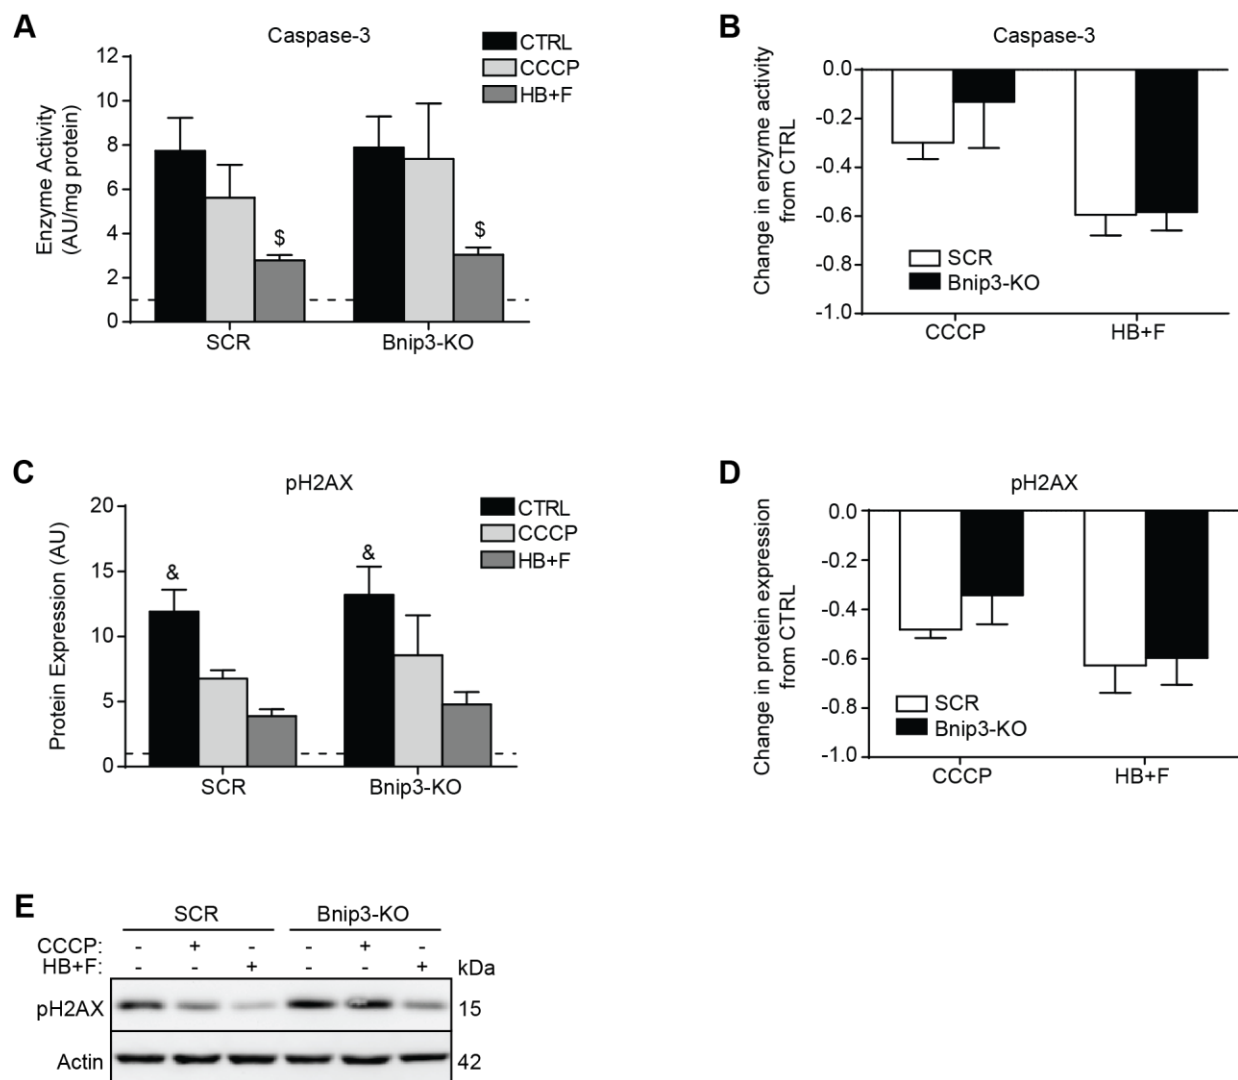 A
Caspase-3
CTRL
CCCP
HB+F
Enzyme Activity
(AU/mg protein)
12
10
8
6
4
2
0
$
$
SCR
Bnip3-KO
B
Caspase-3
Change in enzyme activity
from CTRL
0.0
-0.2
-0.4
-0.6
-0.8
-1.0
SCR
Bnip3-KO
CCCP
HB+F
C
pH2AX
CTRL
CCCP
HB+F
Protein Expression (AU)
20
15
10
5
0
&
&
SCR
Bnip3-KO
D
pH2AX
Change in protein expression
from CTRL
0.0
-0.2
-0.4
-0.6
-0.8
-1.0
SCR
Bnip3-KO
CCCP
HB+F
E
SCR
Bnip3-KO
CCCP: - + - - + -
HB+F: - - + - - + kDa
pH2AX 15
Actin 42